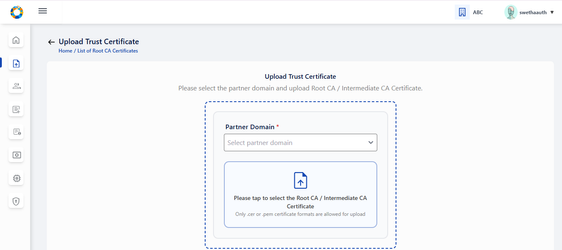 ABC
swethaauth
Upload Trust Certificate
Home / List of Root CA Certificates
Upload Trust Certificate
Please select the partner domain and upload Root CA / Intermediate CA Certificate.
Partner Domain *
Select partner domain
Please tap to select the Root CA / Intermediate CA
Certificate
Only .cer or .pem certificate formats are allowed for upload